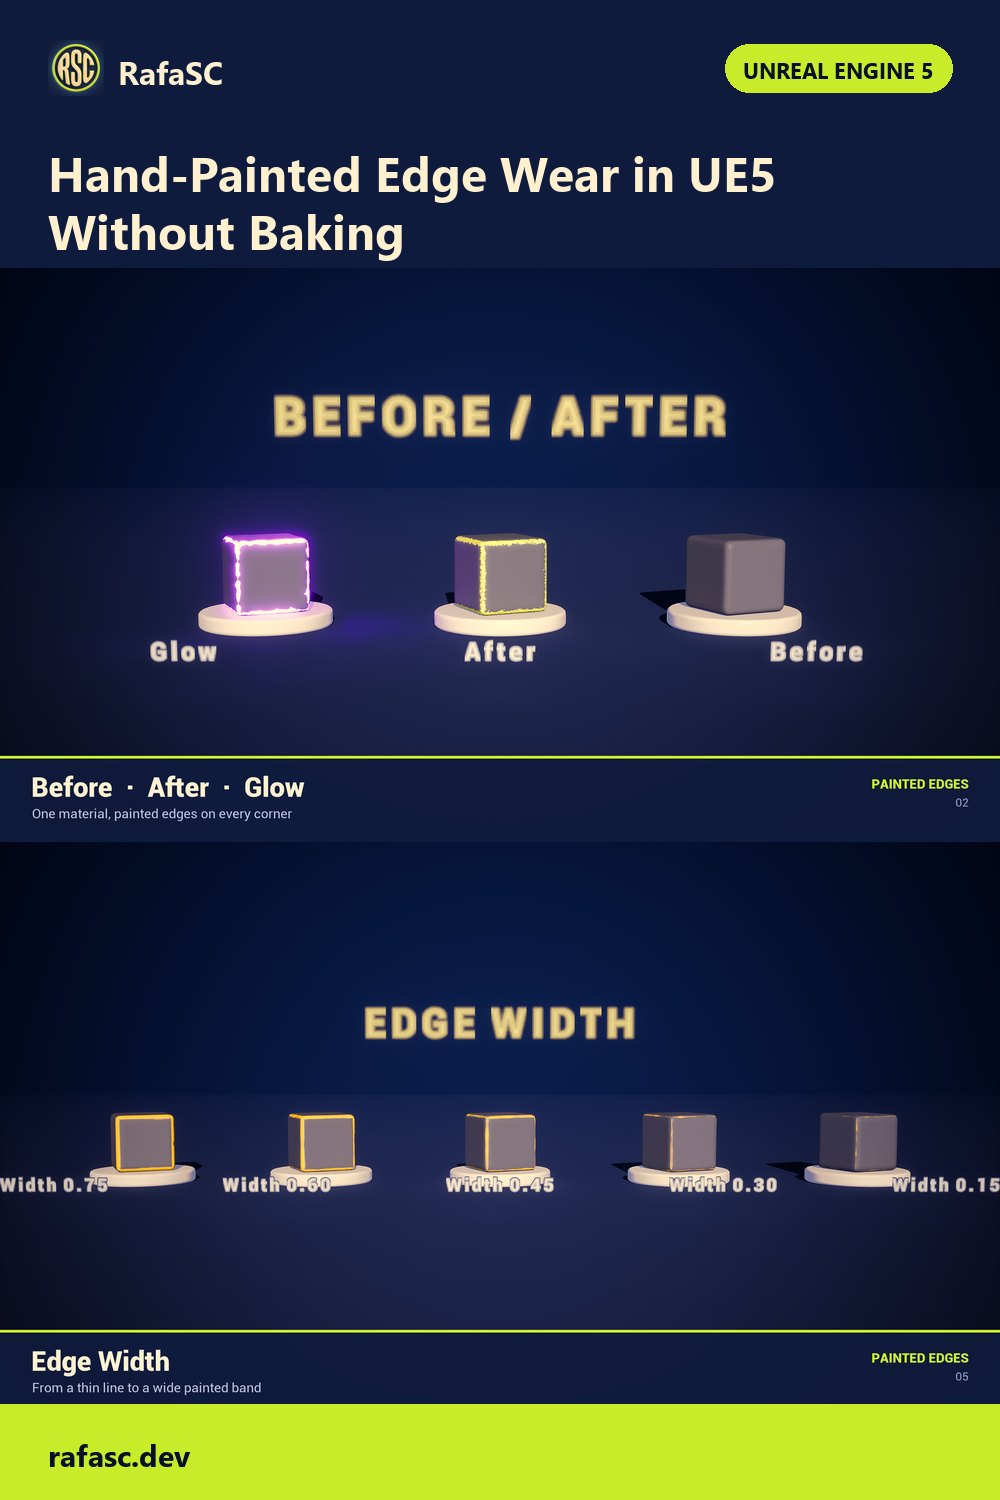 RSC
RafaSC
UNREAL ENGINE 5
Hand-Painted Edge Wear in UE5
Without Baking
BEFORE / AFTER
Glow
After
Before
Before · After · Glow
One material, painted edges on every corner
PAINTED EDGES
02
EDGE WIDTH
Width 0.75
Width 0.60
Width 0.45
Width 0.30
Width 0.15
Edge Width
From a thin line to a wide painted band
PAINTED EDGES
05
rafasc.dev